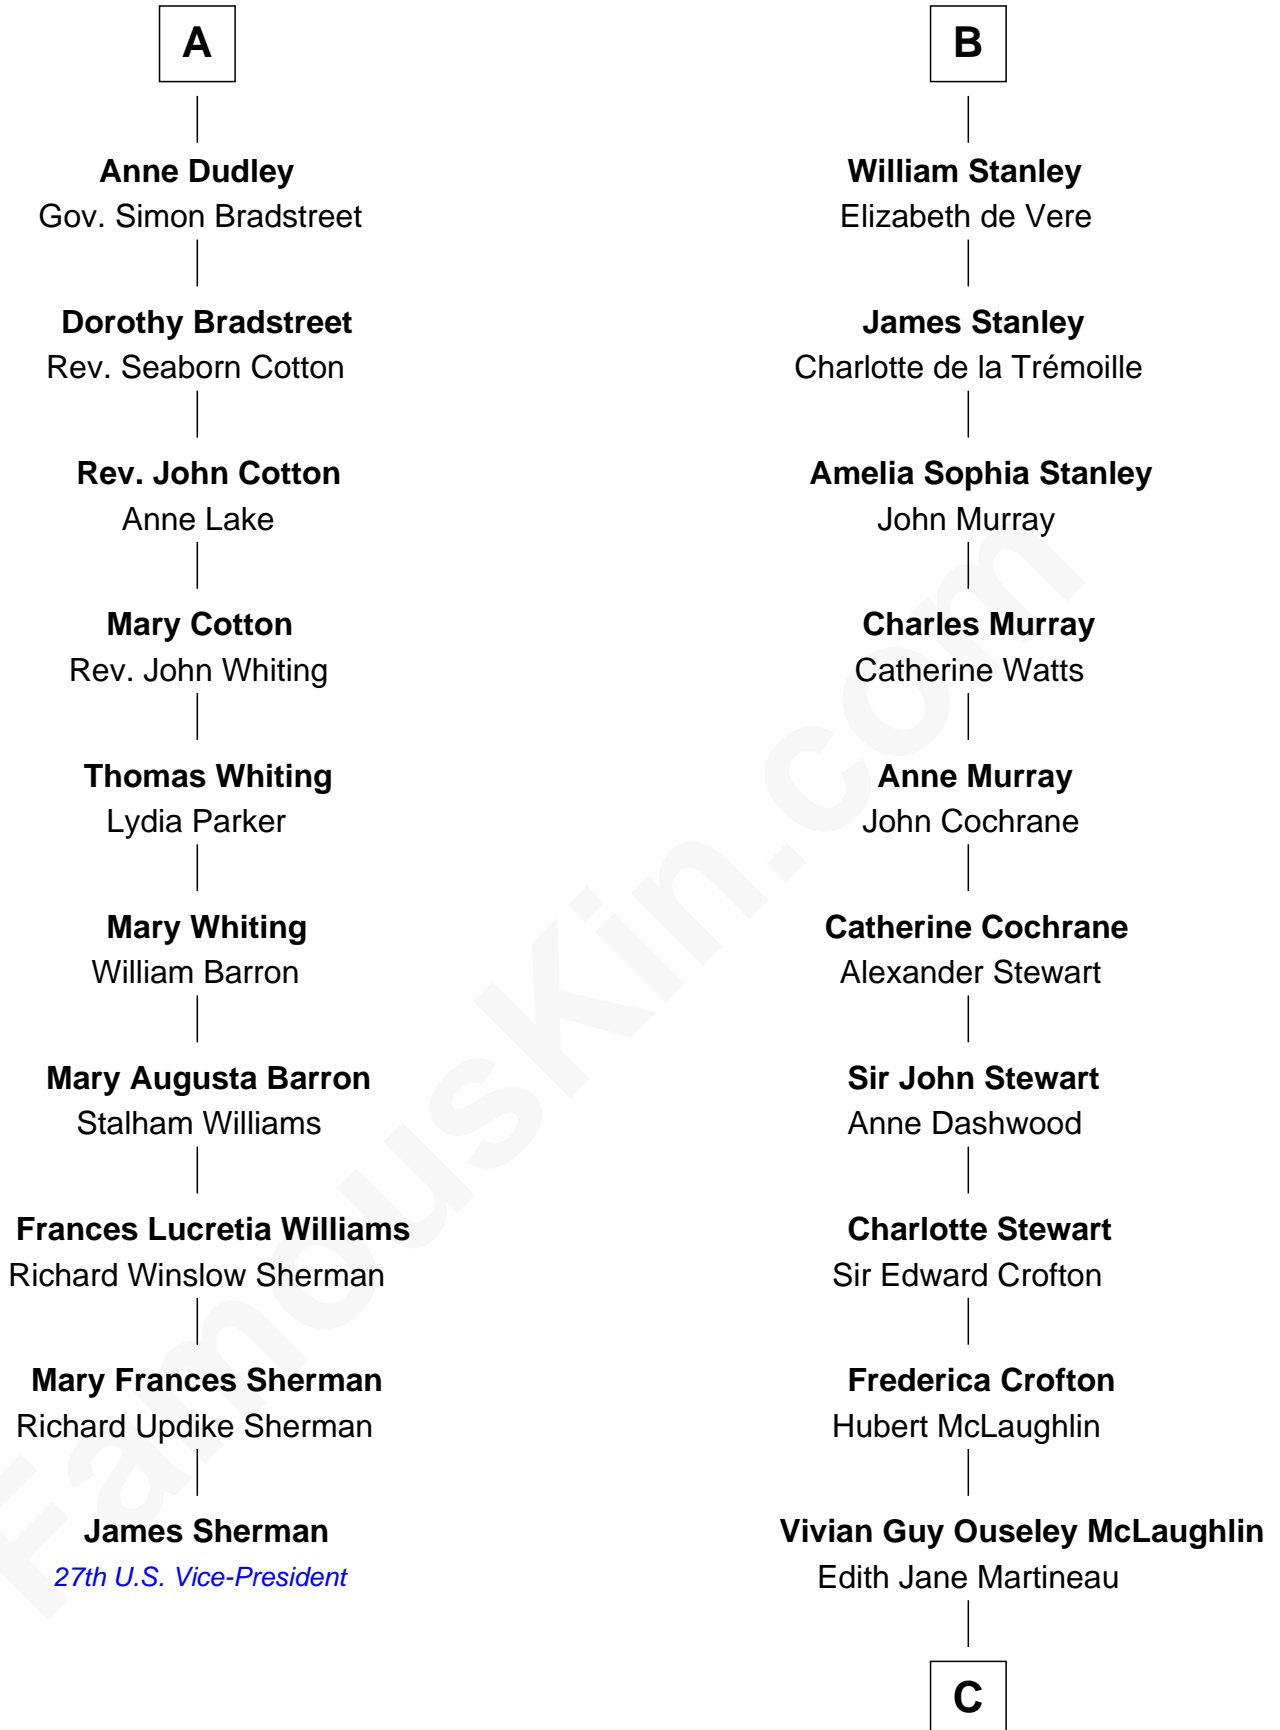 A
Anne Dudley
Gov. Simon Bradstreet
Dorothy Bradstreet
Rev. Seaborn Cotton
Rev. John Cotton
Anne Lake
Mary Cotton
Rev. John Whiting
Thomas Whiting
Lydia Parker
Mary Whiting
William Barron
Mary Augusta Barron
Stalham Williams
Frances Lucretia Williams
Richard Winslow Sherman
Mary Frances Sherman
Richard Updike Sherman
James Sherman
27th U.S. Vice-President
B
William Stanley
Elizabeth de Vere
James Stanley
Charlotte de la Trémoille
Amelia Sophia Stanley
John Murray
Charles Murray
Catherine Watts
Anne Murray
John Cochrane
Catherine Cochrane
Alexander Stewart
Sir John Stewart
Anne Dashwood
Charlotte Stewart
Sir Edward Crofton
Frederica Crofton
Hubert McLaughlin
Vivian Guy Ouseley McLaughlin
Edith Jane Martineau
C
FamousKin.com